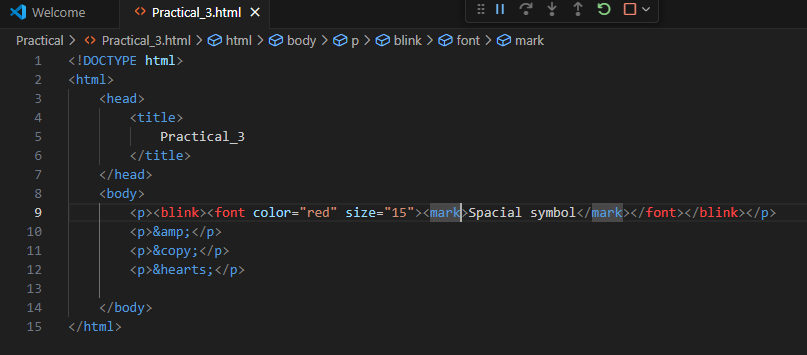 Welcome Practical_3.html
Practical > Practical_3.html > html > body > p > blink > font > mark
1 <!DOCTYPE html>
2 <html>
3 <head>
4 <title>
5 Practical_3
6 </title>
7 </head>
8 <body>
9 <p><blink><font color="red" size="15"><mark>Spacial symbol</mark></font></blink></p>
10 <p>&amp;</p>
11 <p>&copy;</p>
12 <p>&hearts;</p>
13
14 </body>
15 </html>